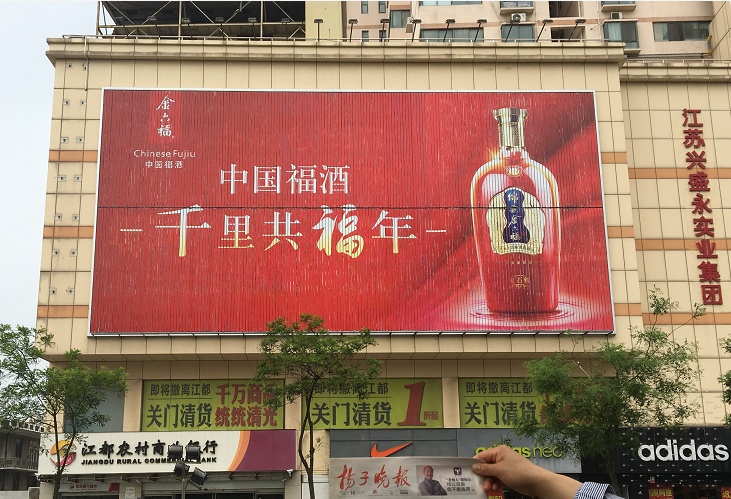 金六福
Chinese Fujiu
中国福酒
中国福酒
千里共福年
江苏兴盛永实业集团
即将撤离江都
关门清货
千万商品
统统清光
即将撤离江都
关门清货1折起
即将撤离江都
关门清货
江都农村商业银行
JIANGDU RURAL COMMERCIAL BANK
adidas neo
adidas
扬子晚报